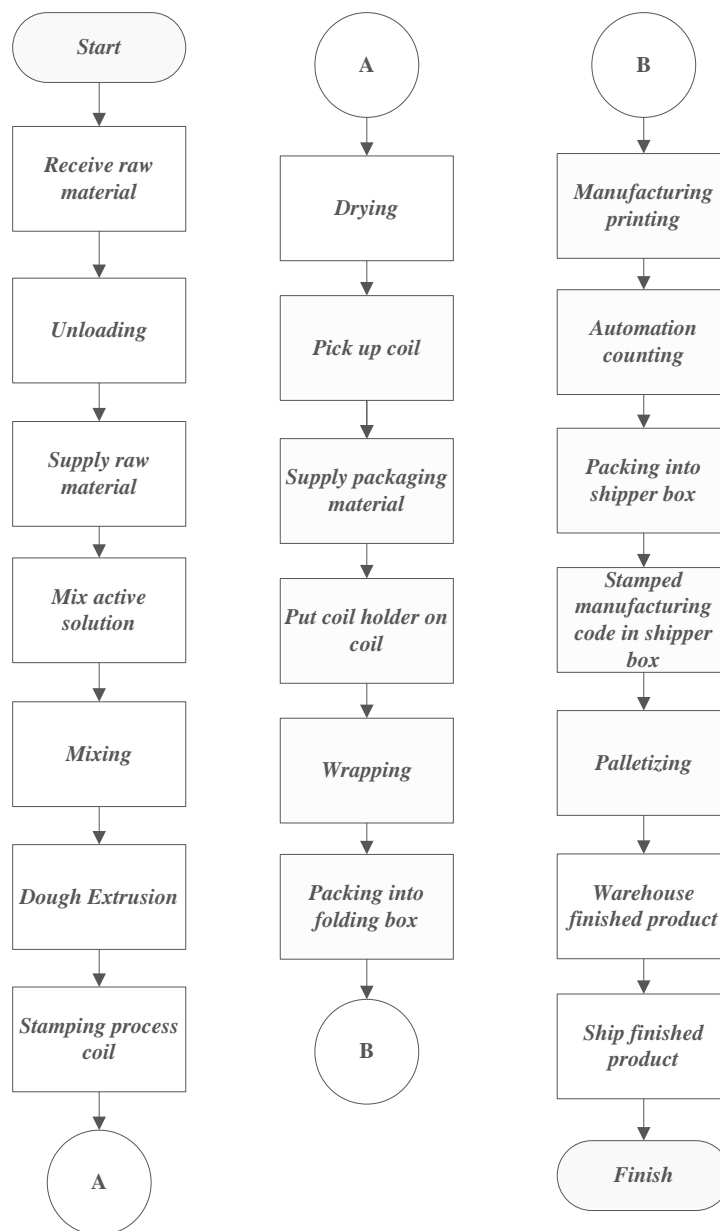 Start
Receive raw
material
Unloading
Supply raw
material
Mix active
solution
Mixing
Dough Extrusion
Stamping process
coil
A
A
Drying
Pick up coil
Supply packaging
material
Put coil holder on
coil
Wrapping
Packing into
folding box
B
B
Manufacturing
printing
Automation
counting
Packing into
shipper box
Stamped
manufacturing
code in shipper
box
Palletizing
Warehouse
finished product
Ship finished
product
Finish